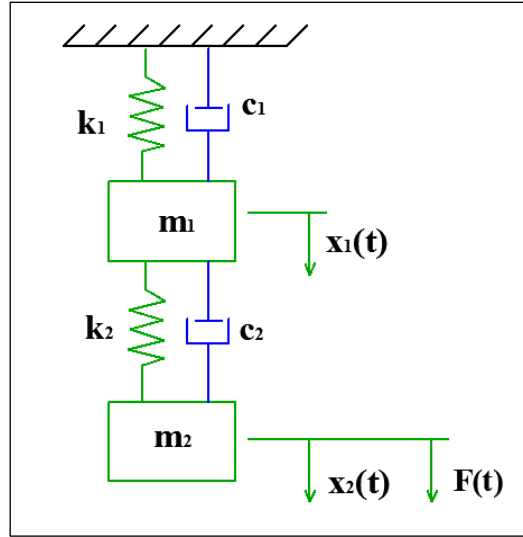 k₁
c₁
m₁
x₁(t)
k₂
c₂
m₂
x₂(t)
F(t)